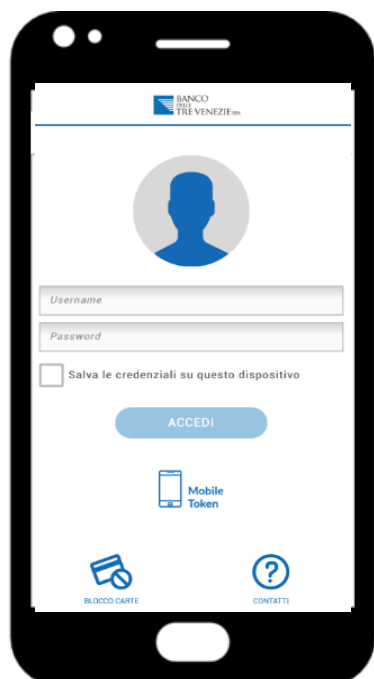 BANCO
DELLE
TRE VENEZIE SPA
Username
Password
Salva le credenziali su questo dispositivo
ACCEDI
Mobile
Token
BLOCCO CARTE
CONTATTI